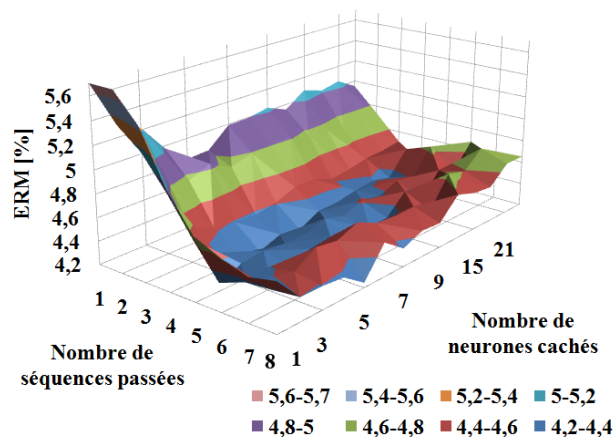 5,6
5,4
5,2
5
4,8
4,6
4,4
4,2
ERM [%]
1 2 3 4 5 6 7 8
Nombre de
séquences passées
1 3 5 7 9 15 21
Nombre de
neurones cachés
5,6-5,7 5,4-5,6 5,2-5,4 5-5,2
4,8-5 4,6-4,8 4,4-4,6 4,2-4,4